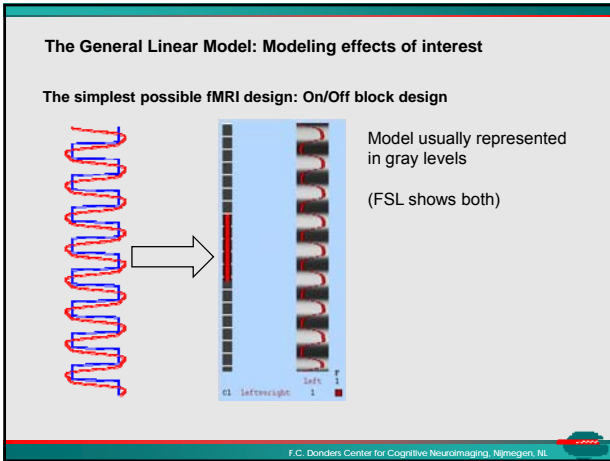 The General Linear Model: Modeling effects of interest
The simplest possible fMRI design: On/Off block design
Model usually represented
in gray levels
(FSL shows both)
F
left 1
C1 left>right 1
F.C. Donders Center for Cognitive Neuroimaging, Nijmegen, NL